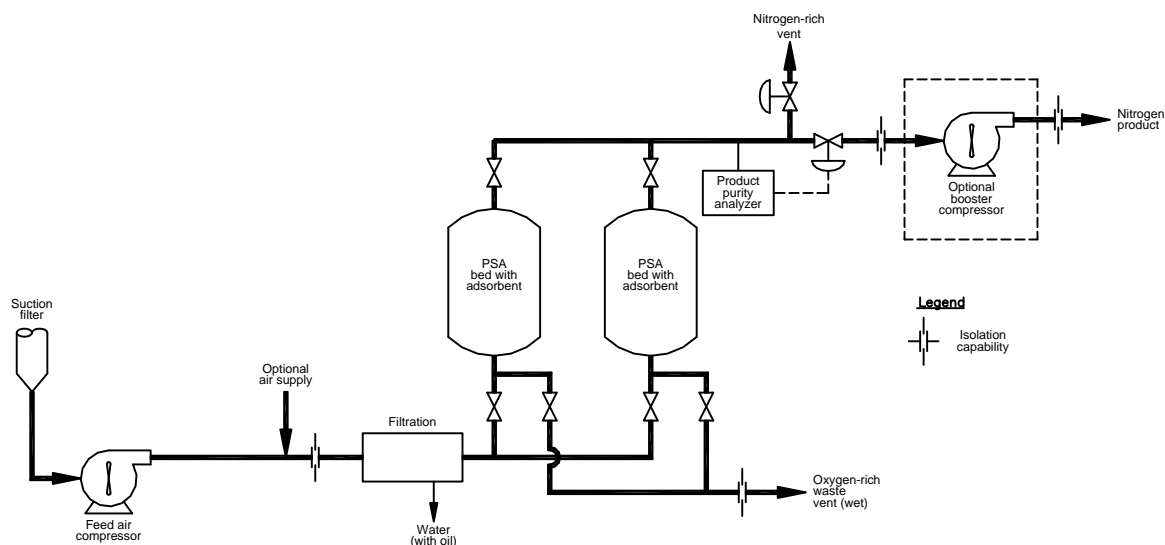 Nitrogen-rich
vent
Nitrogen
product
Product
purity
analyzer
Optional
booster
compressor
PSA
bed with
adsorbent
PSA
bed with
adsorbent
Suction
filter
Legend
Isolation
capability
Optional
air supply
Filtration
Oxygen-rich
waste
vent (wet)
Feed air
compressor
Water
(with oil)